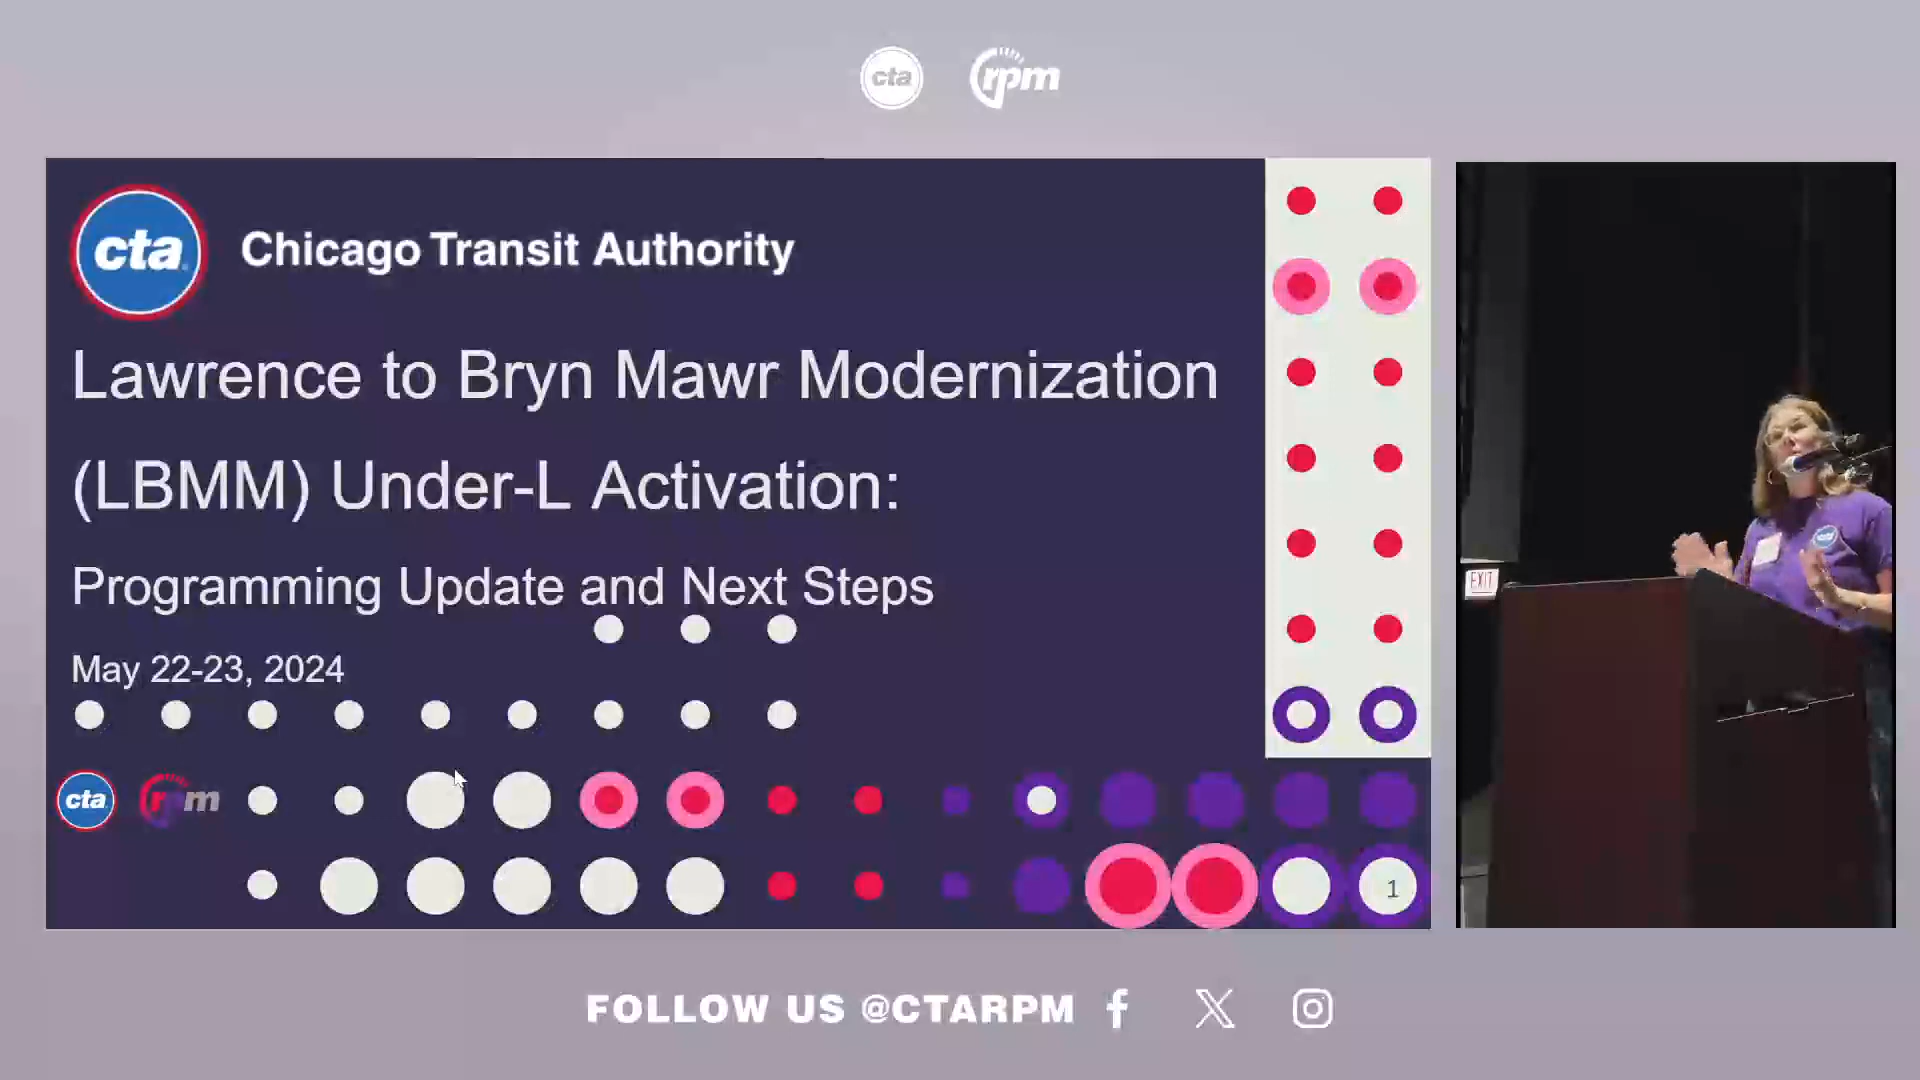 cta rpm
cta
Chicago Transit Authority
Lawrence to Bryn Mawr Modernization
(LBMM) Under-L Activation:
Programming Update and Next Steps
May 22-23, 2024
cta rpm
1
EXIT
cta
FOLLOW US @CTARPM